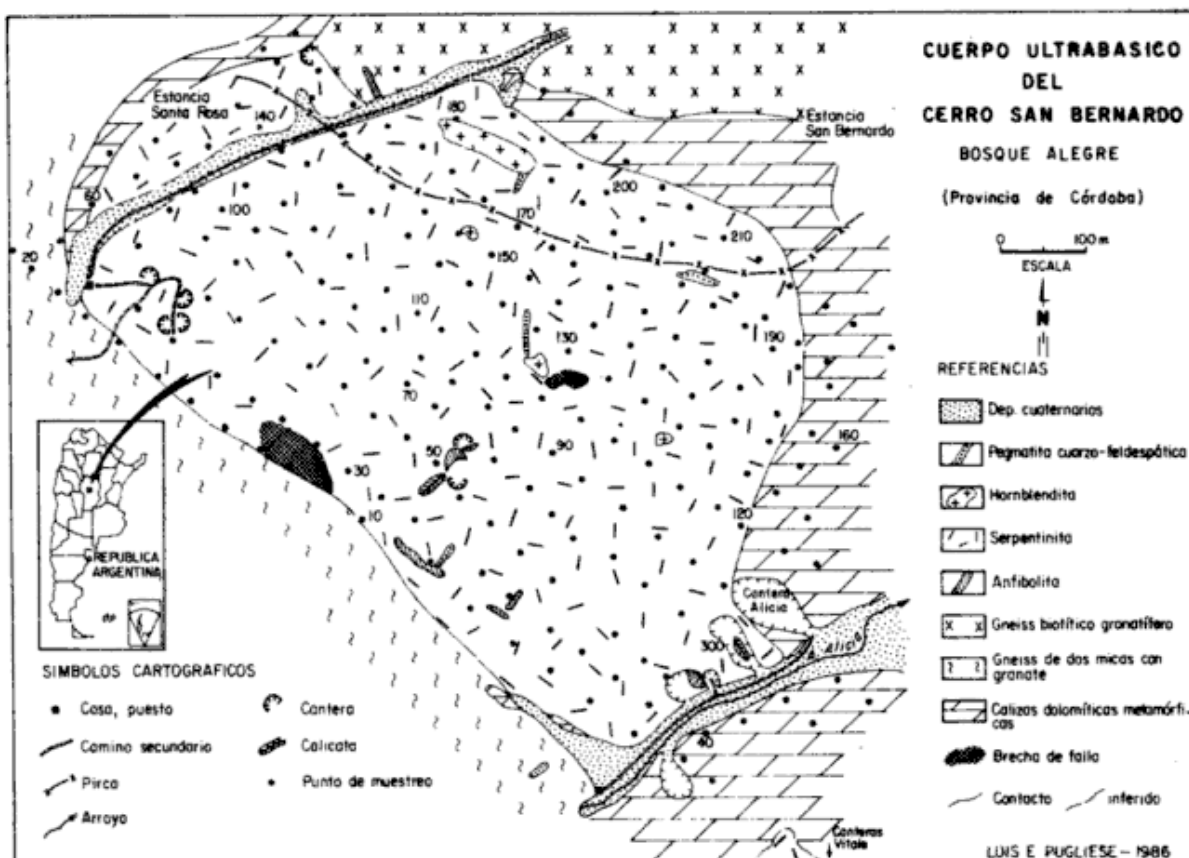 CUERPO ULTRABASICO
DEL
CERRO SAN BERNARDO
BOSQUE ALEGRE
(Provincia de Córdoba)
0 100 m
ESCALA
N
REFERENCIAS
Dep. cuaternarios
Pegmatita cuarzo-feldespática
Hornblendita
Serpentinita
Anfibolita
Gneiss biotítico granatífero
Gneiss de dos micas con
granate
Calizas dolomíticas metamórfi-
cas
Brecha de falla
Contacto inferido
LUIS E PUGLIESE - 1986
Estancia
Santa Rosa
Estancia
San Bernardo
140
180
60
100
200
170
210
20
150
110
130
190
70
160
50
90
30
10
120
Cantera
Alicia
300
Alicia
40
Canteras
Vitale
REPUBLICA
ARGENTINA
SIMBOLOS CARTOGRAFICOS
Casa, puesto
Camino secundario
Pirca
Arroyo
Cantera
Calicata
Punto de muestreo